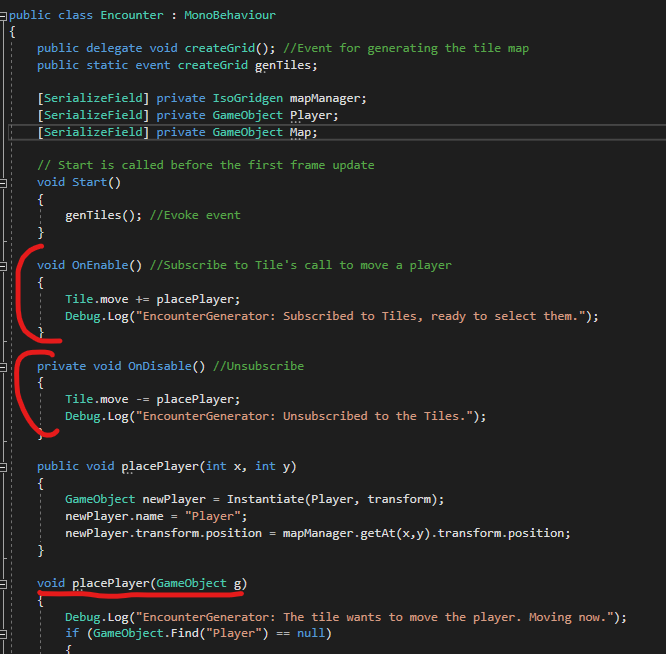 public class Encounter : MonoBehaviour
{
public delegate void createGrid(); //Event for generating the tile map
public static event createGrid genTiles;
[SerializeField] private IsoGridgen mapManager;
[SerializeField] private GameObject Player;
[SerializeField] private GameObject Map;
// Start is called before the first frame update
void Start()
{
genTiles(); //Evoke event
}
void OnEnable() //Subscribe to Tile's call to move a player
{
Tile.move += placePlayer;
Debug.Log("EncounterGenerator: Subscribed to Tiles, ready to select them.");
}
private void OnDisable() //Unsubscribe
{
Tile.move -= placePlayer;
Debug.Log("EncounterGenerator: Unsubscribed to the Tiles.");
}
public void placePlayer(int x, int y)
{
GameObject newPlayer = Instantiate(Player, transform);
newPlayer.name = "Player";
newPlayer.transform.position = mapManager.getAt(x,y).transform.position;
}
void placePlayer(GameObject g)
{
Debug.Log("EncounterGenerator: The tile wants to move the player. Moving now.");
if (GameObject.Find("Player") == null)
{